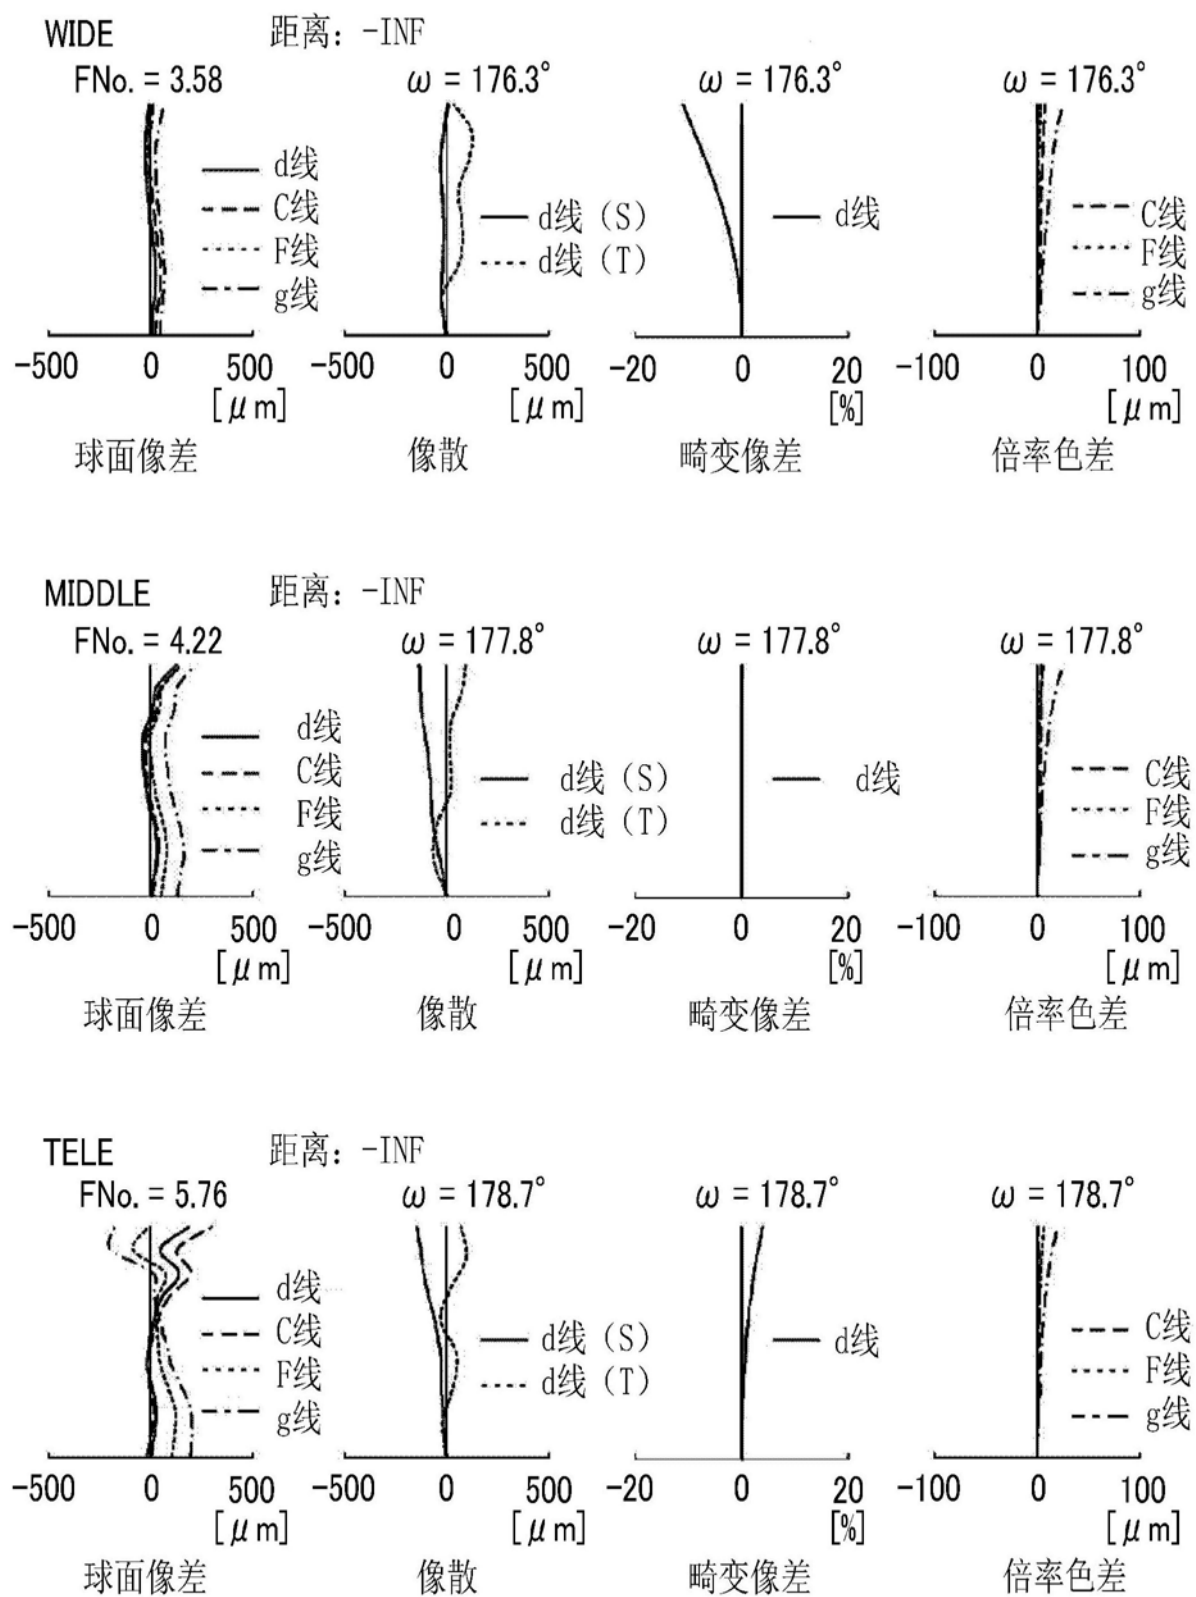 WIDE 距离: -INF
FNo. = 3.58 ω = 176.3° ω = 176.3° ω = 176.3°
d线
C线
F线
g线
d线 (S)
d线 (T)
d线
C线
F线
g线
-500 0 500 -500 0 500 -20 0 20 -100 0 100
[μm] [μm] [%] [μm]
球面像差 像散 畸变像差 倍率色差
MIDDLE 距离: -INF
FNo. = 4.22 ω = 177.8° ω = 177.8° ω = 177.8°
d线
C线
F线
g线
d线 (S)
d线 (T)
d线
C线
F线
g线
-500 0 500 -500 0 500 -20 0 20 -100 0 100
[μm] [μm] [%] [μm]
球面像差 像散 畸变像差 倍率色差
TELE 距离: -INF
FNo. = 5.76 ω = 178.7° ω = 178.7° ω = 178.7°
d线
C线
F线
g线
d线 (S)
d线 (T)
d线
C线
F线
g线
-500 0 500 -500 0 500 -20 0 20 -100 0 100
[μm] [μm] [%] [μm]
球面像差 像散 畸变像差 倍率色差